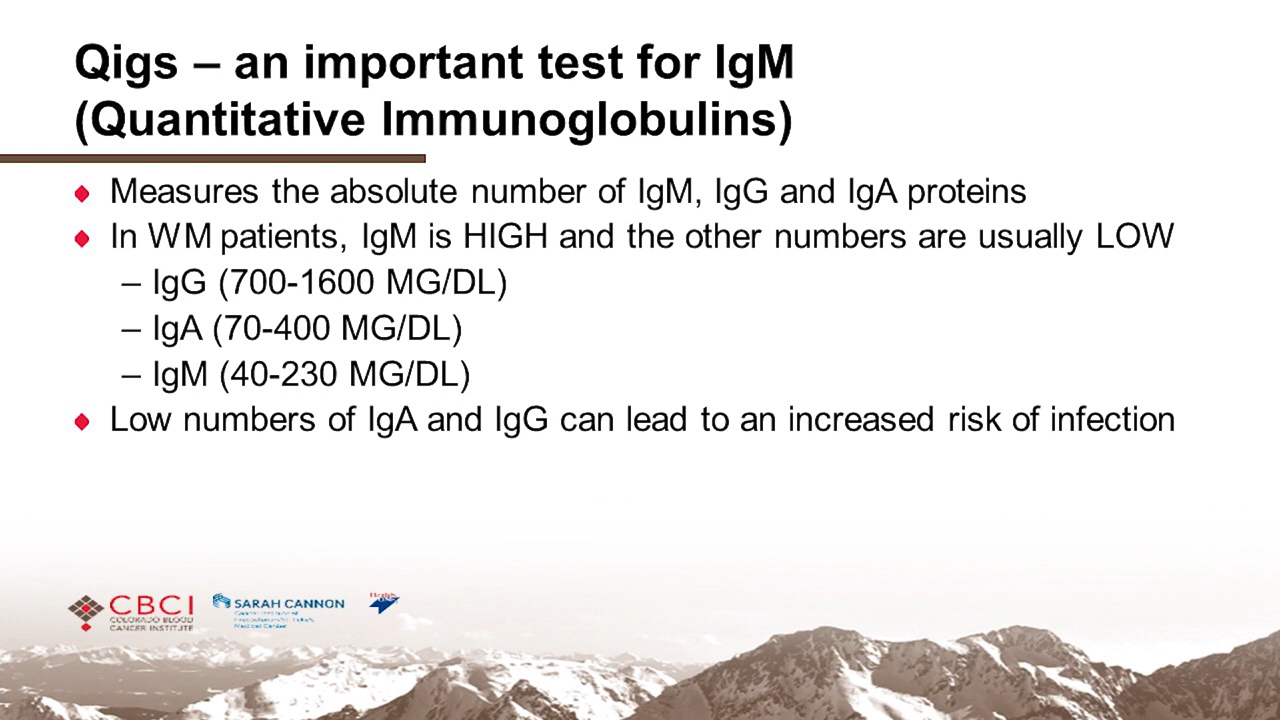 Qigs – an important test for IgM
(Quantitative Immunoglobulins)
Measures the absolute number of IgM, IgG and IgA proteins
In WM patients, IgM is HIGH and the other numbers are usually LOW
– IgG (700-1600 MG/DL)
– IgA (70-400 MG/DL)
– IgM (40-230 MG/DL)
Low numbers of IgA and IgG can lead to an increased risk of infection
CBCI
COLORADO BLOOD
CANCER INSTITUTE
SARAH CANNON
Medical Center